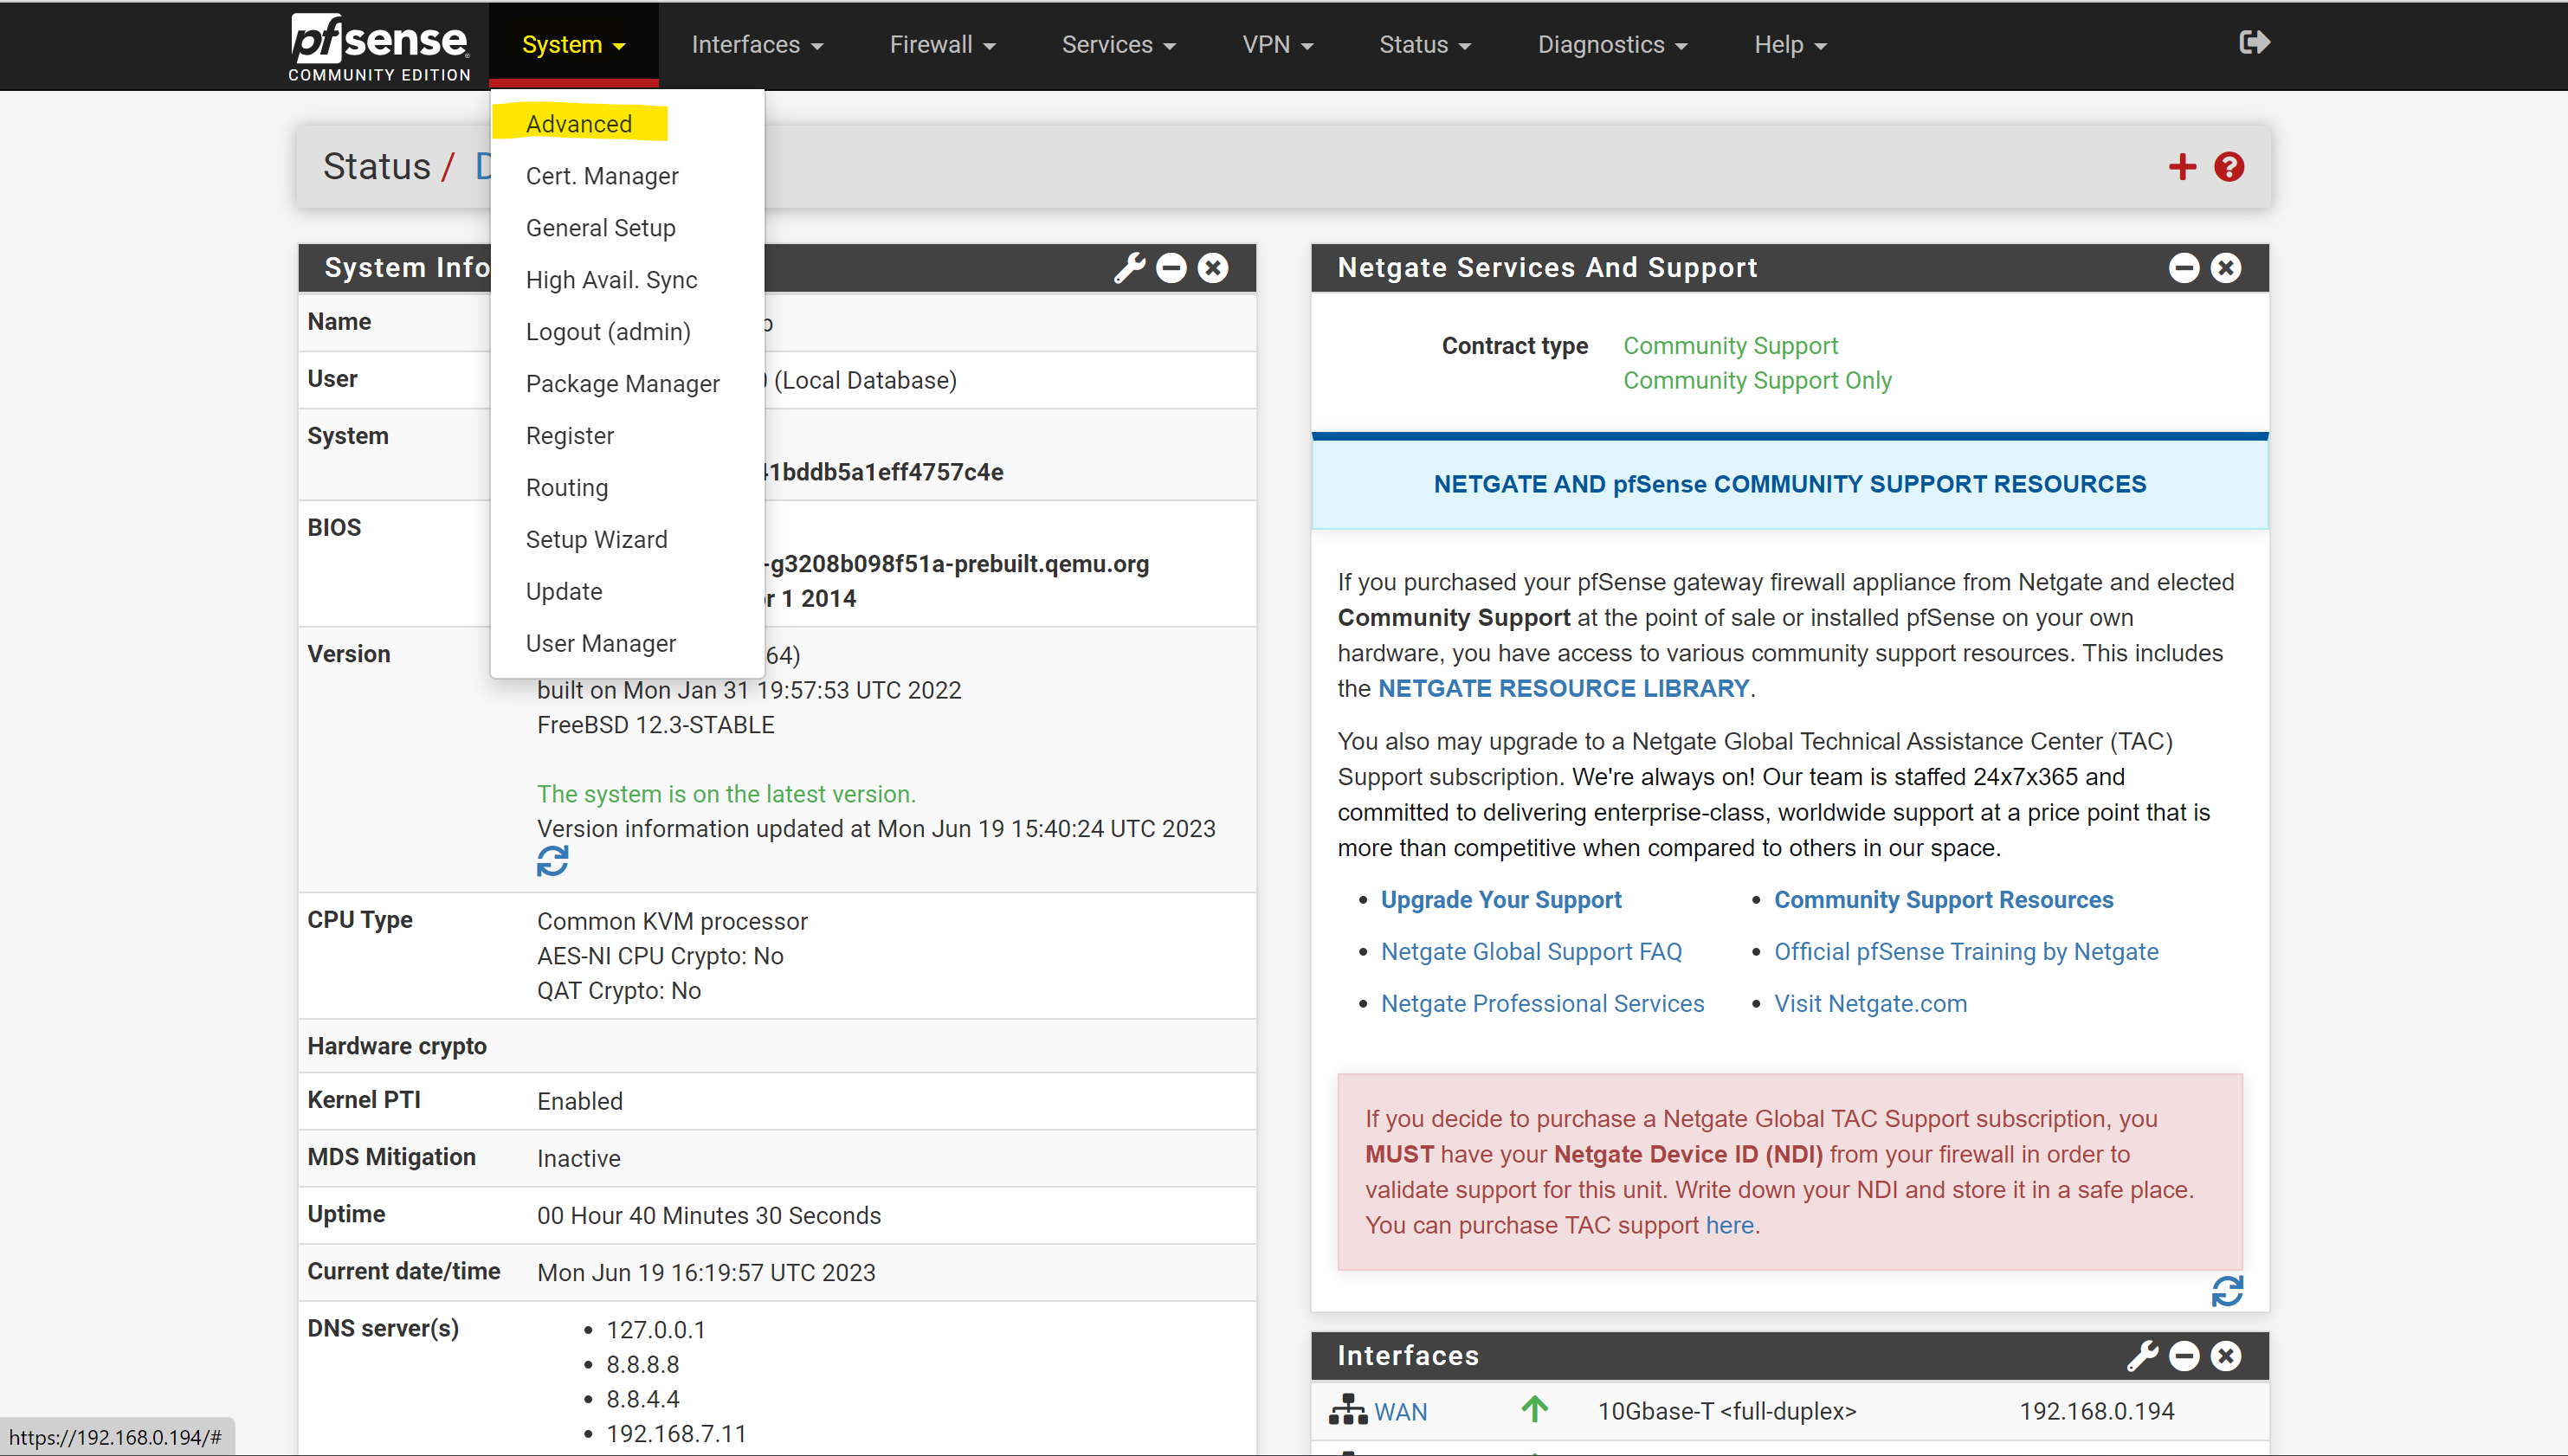 pfsense
COMMUNITY EDITION
System
Interfaces
Firewall
Services
VPN
Status
Diagnostics
Help
Advanced
Cert. Manager
General Setup
High Avail. Sync
Logout (admin)
Package Manager
Register
Routing
Setup Wizard
Update
User Manager
Status /
System Info
Name
User (Local Database)
System
41bddb5a1eff4757c4e
BIOS
-g3208b098f51a-prebuilt.qemu.org
1 2014
Version 64)
built on Mon Jan 31 19:57:53 UTC 2022
FreeBSD 12.3-STABLE
The system is on the latest version.
Version information updated at Mon Jun 19 15:40:24 UTC 2023
CPU Type Common KVM processor
AES-NI CPU Crypto: No
QAT Crypto: No
Hardware crypto
Kernel PTI Enabled
MDS Mitigation Inactive
Uptime 00 Hour 40 Minutes 30 Seconds
Current date/time Mon Jun 19 16:19:57 UTC 2023
DNS server(s)
• 127.0.0.1
• 8.8.8.8
• 8.8.4.4
• 192.168.7.11
Netgate Services And Support
Contract type Community Support
Community Support Only
NETGATE AND pfSense COMMUNITY SUPPORT RESOURCES
If you purchased your pfSense gateway firewall appliance from Netgate and elected
Community Support at the point of sale or installed pfSense on your own
hardware, you have access to various community support resources. This includes
the NETGATE RESOURCE LIBRARY.
You also may upgrade to a Netgate Global Technical Assistance Center (TAC)
Support subscription. We're always on! Our team is staffed 24x7x365 and
committed to delivering enterprise-class, worldwide support at a price point that is
more than competitive when compared to others in our space.
• Upgrade Your Support
• Community Support Resources
• Netgate Global Support FAQ
• Official pfSense Training by Netgate
• Netgate Professional Services
• Visit Netgate.com
If you decide to purchase a Netgate Global TAC Support subscription, you
MUST have your Netgate Device ID (NDI) from your firewall in order to
validate support for this unit. Write down your NDI and store it in a safe place.
You can purchase TAC support here.
Interfaces
WAN 10Gbase-T <full-duplex> 192.168.0.194
https://192.168.0.194/#